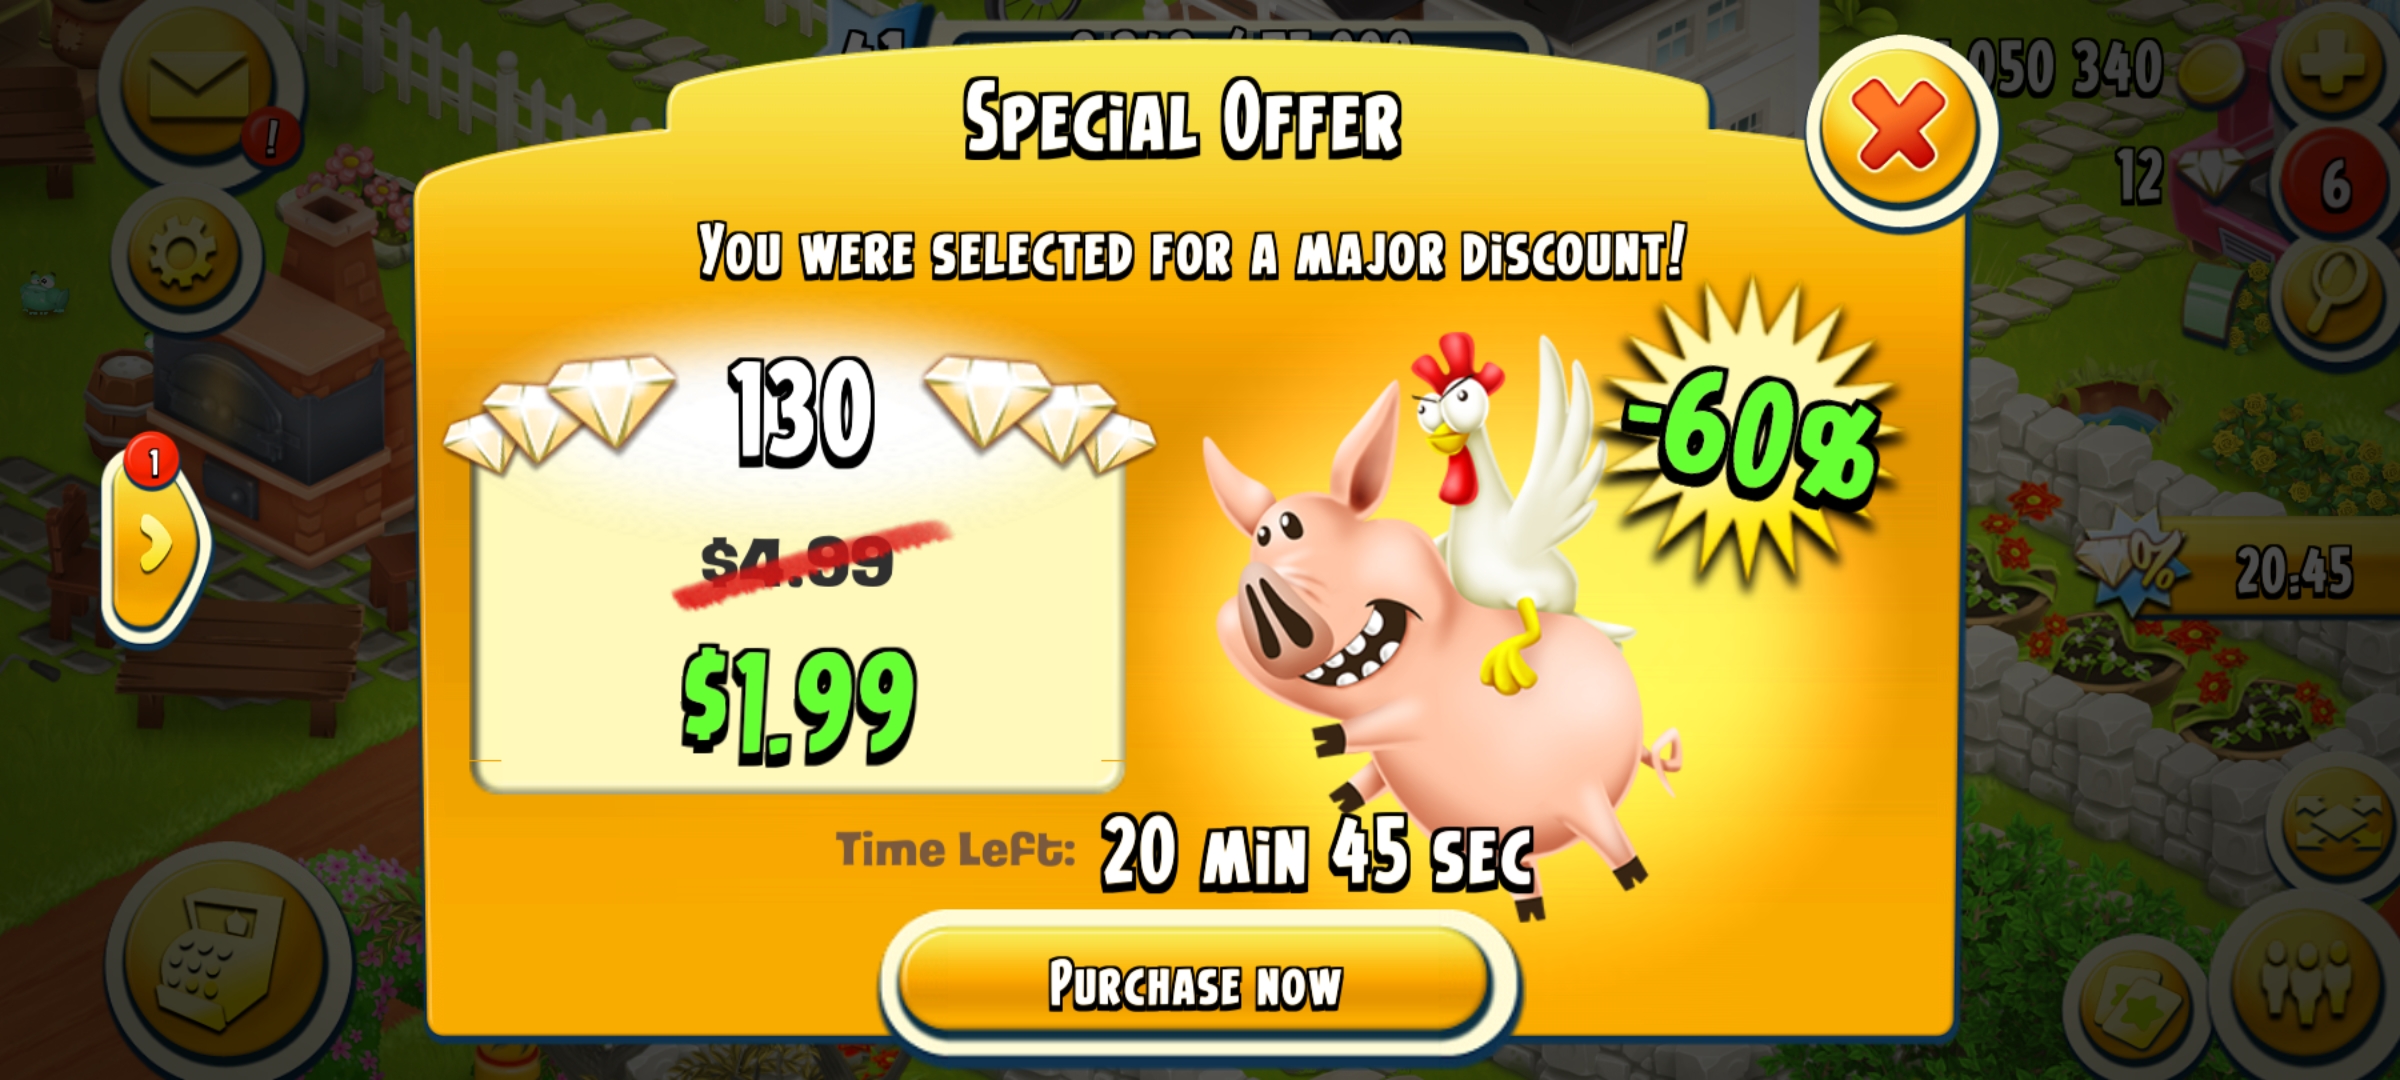 Special Offer
You were selected for a major discount!
130
$4.99
$1.99
-60%
Time Left: 20 min 45 sec
Purchase now
!
1
050 340
12
6
%
20:45